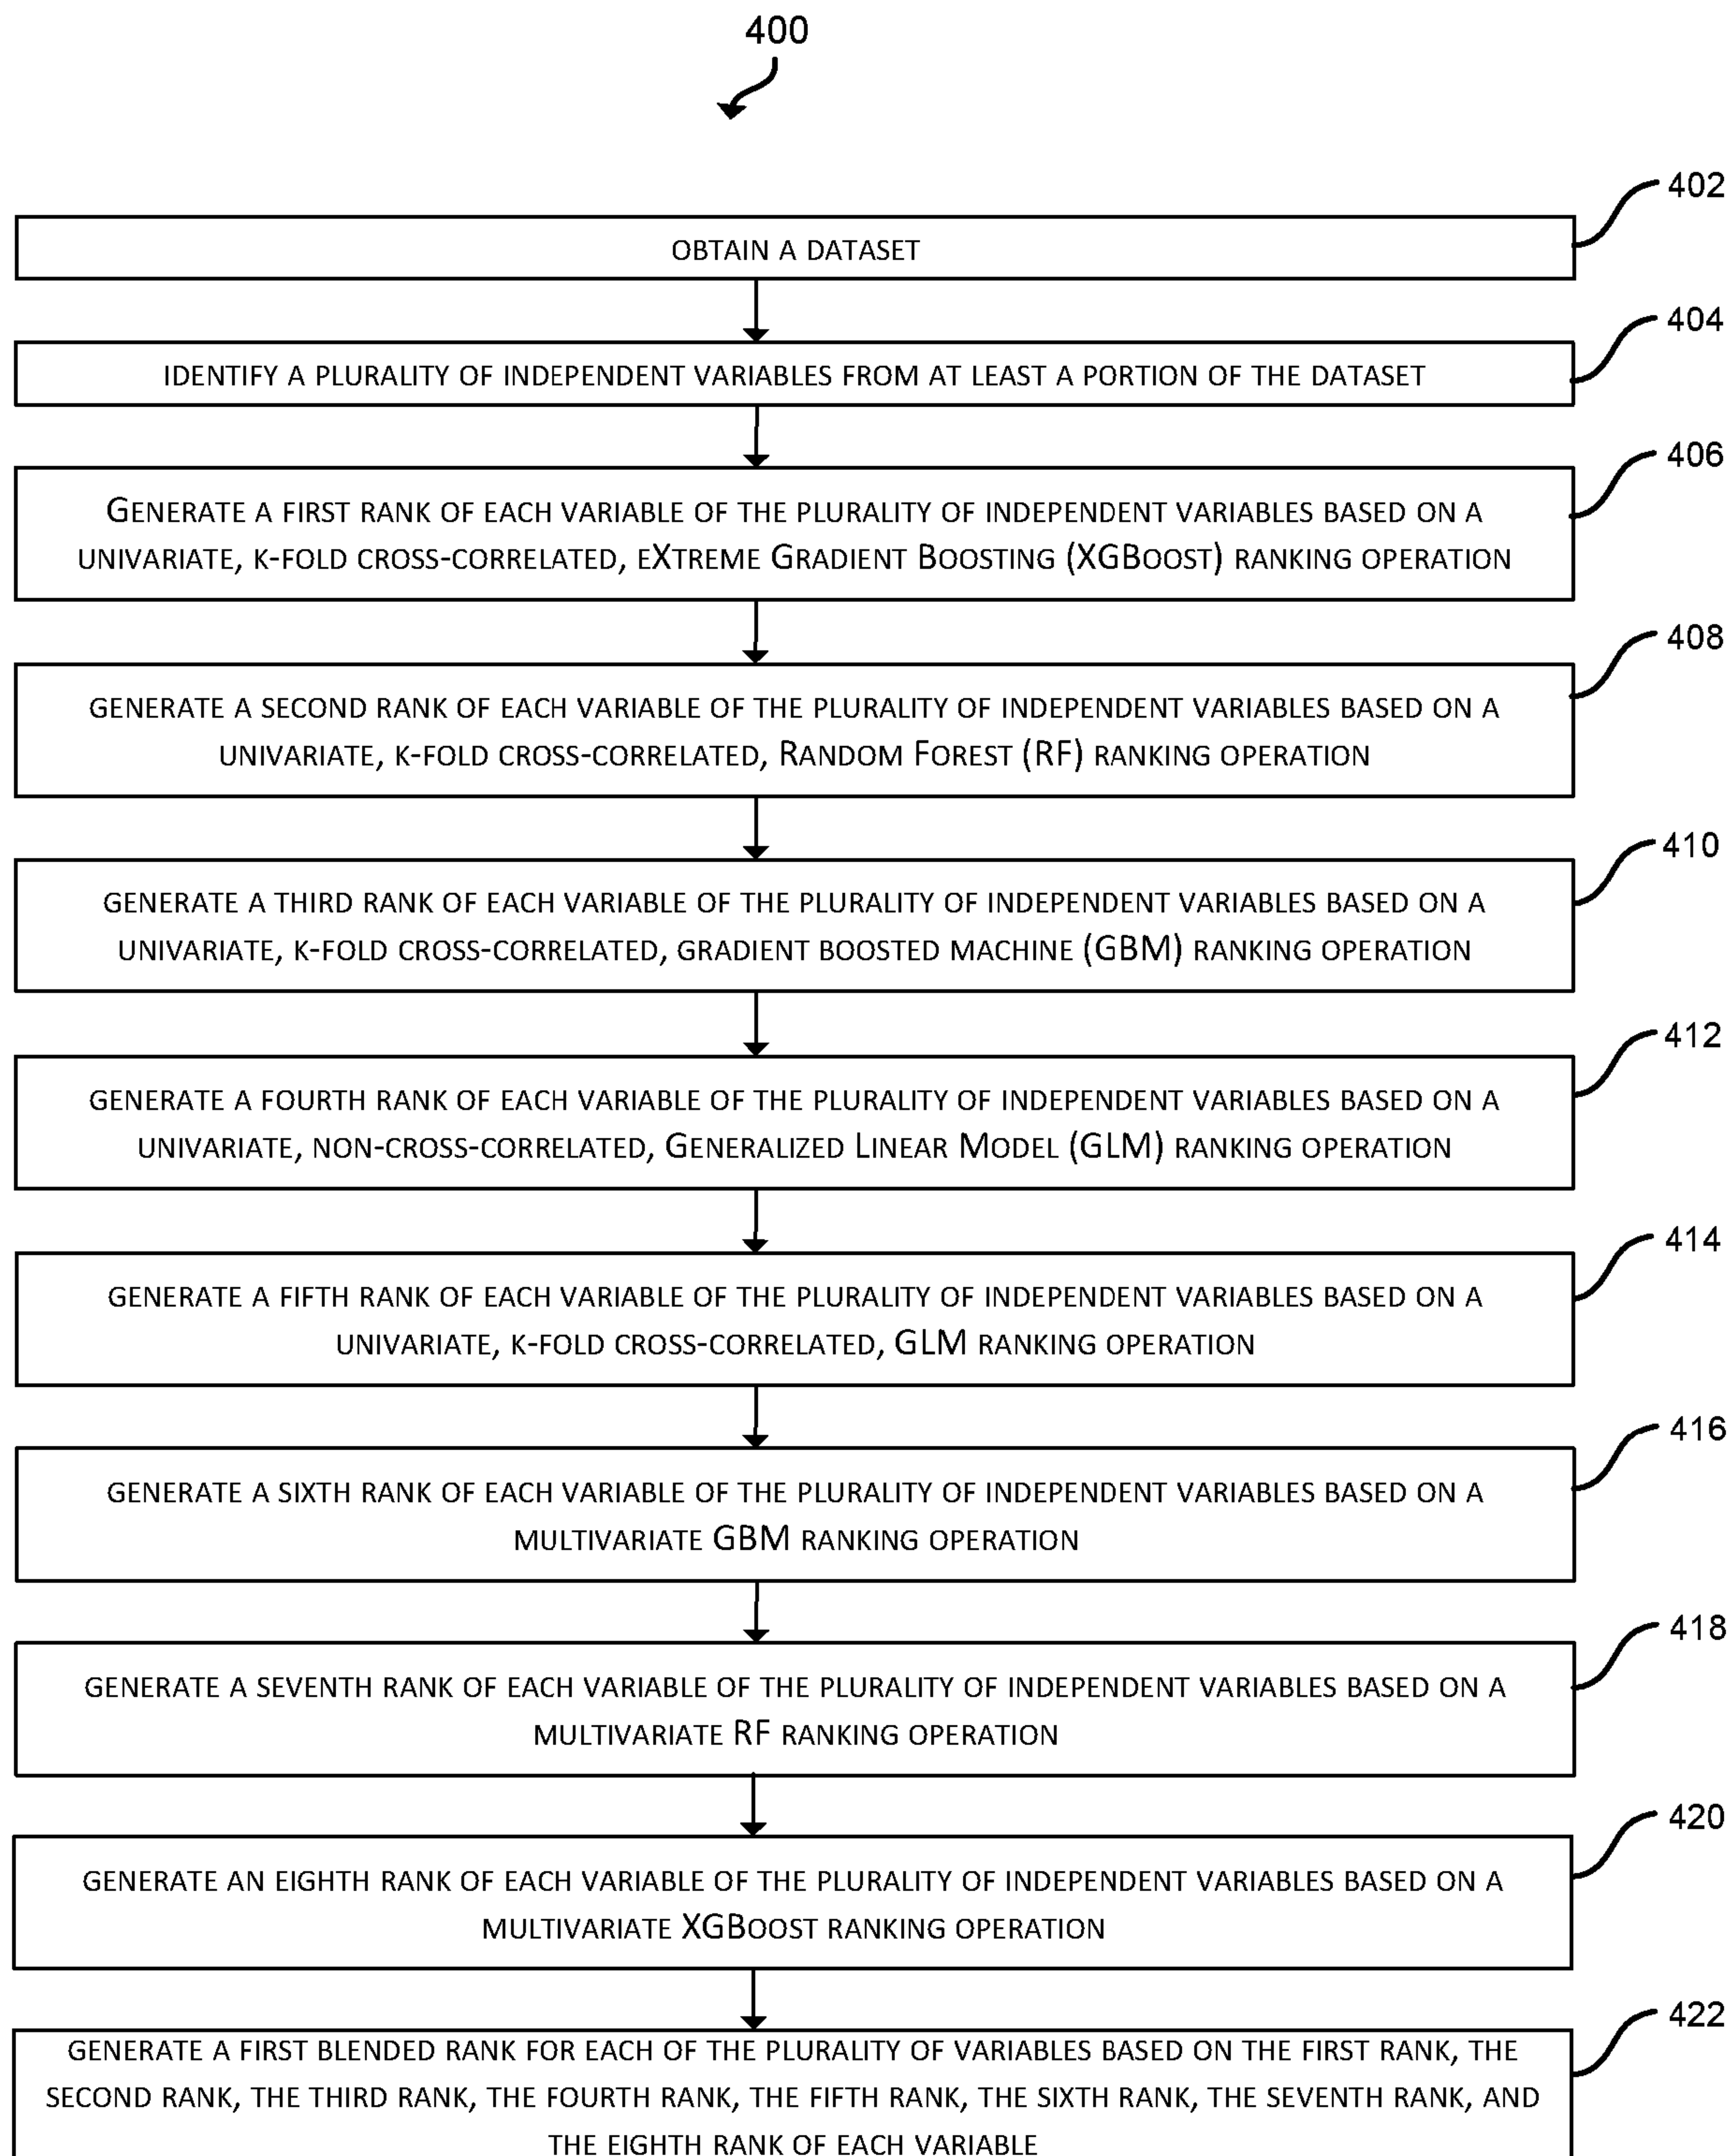 400
402
OBTAIN A DATASET
404
IDENTIFY A PLURALITY OF INDEPENDENT VARIABLES FROM AT LEAST A PORTION OF THE DATASET
406
GENERATE A FIRST RANK OF EACH VARIABLE OF THE PLURALITY OF INDEPENDENT VARIABLES BASED ON A
UNIVARIATE, K-FOLD CROSS-CORRELATED, EXTREME GRADIENT BOOSTING (XGBOOST) RANKING OPERATION
408
GENERATE A SECOND RANK OF EACH VARIABLE OF THE PLURALITY OF INDEPENDENT VARIABLES BASED ON A
UNIVARIATE, K-FOLD CROSS-CORRELATED, RANDOM FOREST (RF) RANKING OPERATION
410
GENERATE A THIRD RANK OF EACH VARIABLE OF THE PLURALITY OF INDEPENDENT VARIABLES BASED ON A
UNIVARIATE, K-FOLD CROSS-CORRELATED, GRADIENT BOOSTED MACHINE (GBM) RANKING OPERATION
412
GENERATE A FOURTH RANK OF EACH VARIABLE OF THE PLURALITY OF INDEPENDENT VARIABLES BASED ON A
UNIVARIATE, NON-CROSS-CORRELATED, GENERALIZED LINEAR MODEL (GLM) RANKING OPERATION
414
GENERATE A FIFTH RANK OF EACH VARIABLE OF THE PLURALITY OF INDEPENDENT VARIABLES BASED ON A
UNIVARIATE, K-FOLD CROSS-CORRELATED, GLM RANKING OPERATION
416
GENERATE A SIXTH RANK OF EACH VARIABLE OF THE PLURALITY OF INDEPENDENT VARIABLES BASED ON A
MULTIVARIATE GBM RANKING OPERATION
418
GENERATE A SEVENTH RANK OF EACH VARIABLE OF THE PLURALITY OF INDEPENDENT VARIABLES BASED ON A
MULTIVARIATE RF RANKING OPERATION
420
GENERATE AN EIGHTH RANK OF EACH VARIABLE OF THE PLURALITY OF INDEPENDENT VARIABLES BASED ON A
MULTIVARIATE XGBOOST RANKING OPERATION
422
GENERATE A FIRST BLENDED RANK FOR EACH OF THE PLURALITY OF VARIABLES BASED ON THE FIRST RANK, THE
SECOND RANK, THE THIRD RANK, THE FOURTH RANK, THE FIFTH RANK, THE SIXTH RANK, THE SEVENTH RANK, AND
THE EIGHTH RANK OF EACH VARIABLE